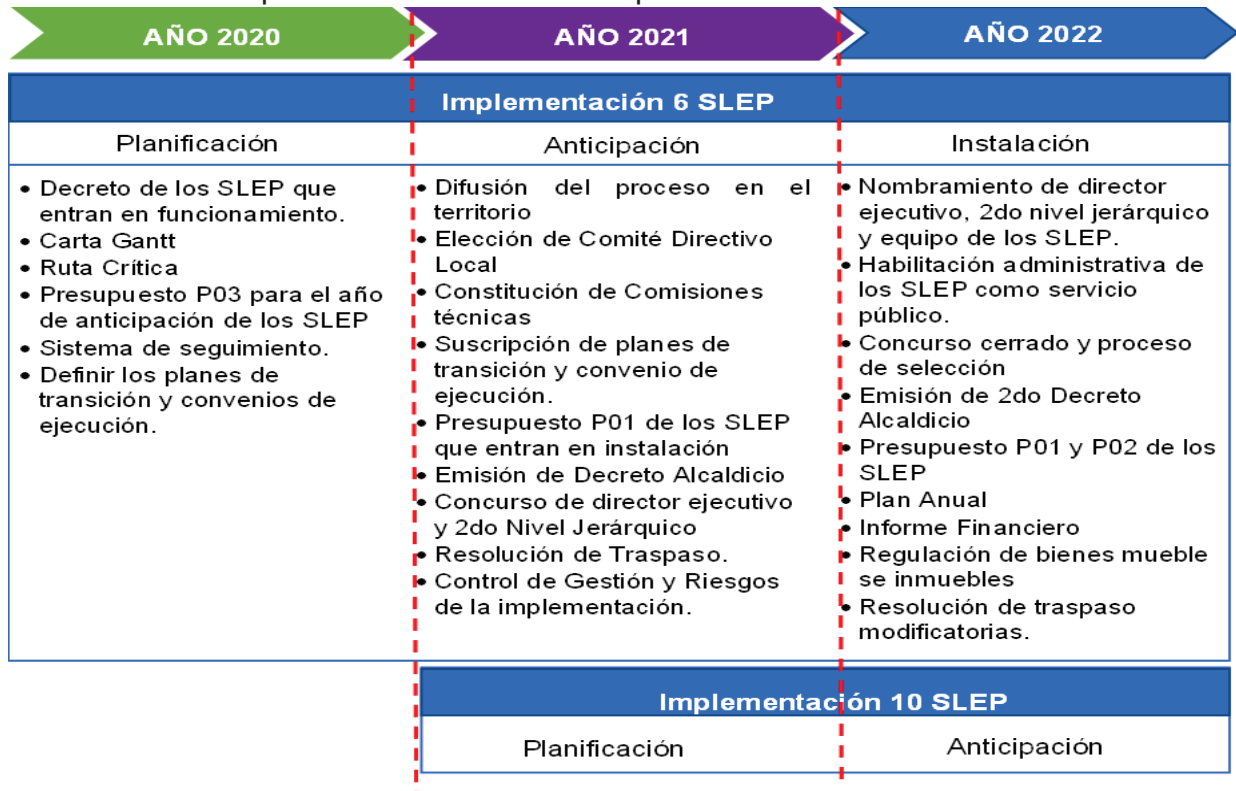 AÑO 2020
AÑO 2021
AÑO 2022
Implementación 6 SLEP
Planificación
Anticipación
Instalación
• Decreto de los SLEP que
entran en funcionamiento.
• Carta Gantt
• Ruta Crítica
• Presupuesto P03 para el año
de anticipación de los SLEP
• Sistema de seguimiento.
• Definir los planes de
transición y convenios de
ejecución.
• Difusión del proceso en el
territorio
• Elección de Comité Directivo
Local
• Constitución de Comisiones
técnicas
• Suscripción de planes de
transición y convenio de
ejecución.
• Presupuesto P01 de los SLEP
que entran en instalación
• Emisión de Decreto Alcaldicio
• Concurso de director ejecutivo
y 2do Nivel Jerárquico
• Resolución de Traspaso.
• Control de Gestión y Riesgos
de la implementación.
• Nombramiento de director
ejecutivo, 2do nivel jerárquico
y equipo de los SLEP.
• Habilitación administrativa de
los SLEP como servicio
público.
• Concurso cerrado y proceso
de selección
• Emisión de 2do Decreto
Alcaldicio
• Presupuesto P01 y P02 de los
SLEP
• Plan Anual
• Informe Financiero
• Regulación de bienes mueble
se inmuebles
• Resolución de traspaso
modificatorias.
Implementación 10 SLEP
Planificación
Anticipación